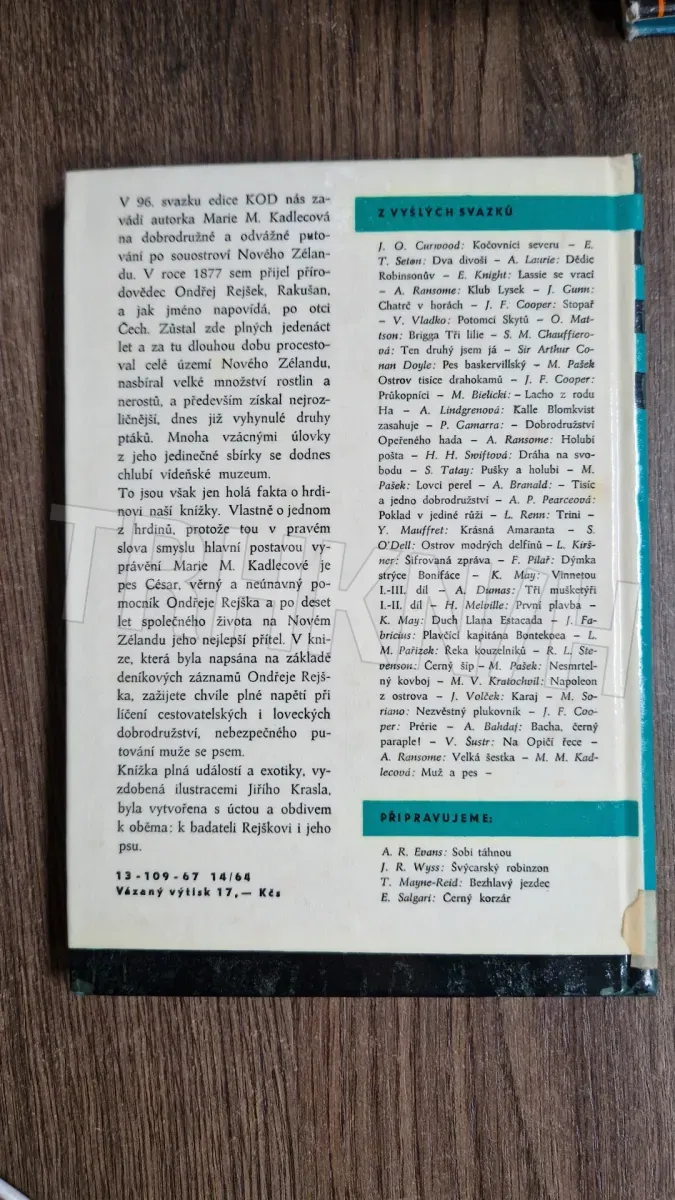 V 96. svazku edice KOD nás za-
vádí autorka Marie M. Kadlecová
na dobrodružné a odvážné puto-
vání po souostroví Nového Zélan-
du. V roce 1877 sem přijel příro-
dovědec Ondřej Rejšek, Rakušan,
a jak jméno napovídá, po otci
Čech. Zůstal zde plných jedenáct
let a za tu dlouhou dobu procesto-
val celé území Nového Zélandu,
nasbíral velké množství rostlin a
nerostů, a především získal nejroz-
ličnější, dnes již vyhynulé druhy
ptáků. Mnoha vzácnými úlovky
z jeho jedinečné sbírky se dodnes
chlubí vídeňské muzeum.
To jsou však jen holá fakta o hrdi-
novi naší knížky. Vlastně o jednom
z hrdinů, protože tou v pravém
slova smyslu hlavní postavou vy-
právění Marie M. Kadlecové je
pes César, věrný a neúnavný po-
mocník Ondřeje Rejška a po deset
let společného života na Novém
Zélandu jeho nejlepší přítel. V kni-
ze, která byla napsána na základě
deníkových záznamů Ondřeje Rejš-
ka, zažijete chvíle plné napětí při
líčení cestovatelských i loveckých
dobrodružství, nebezpečného pu-
tování muže se psem.
Knížka plná událostí a exotiky, vy-
zdobená ilustracemi Jiřího Krasla,
byla vytvořena s úctou a obdivem
k oběma: k badateli Rejškovi i jeho
psu.
13-109-67 14/64
Vázaný výtisk 17,— Kčs
Z VYŠLÝCH SVAZKŮ
J. O. Curwood: Kočovníci severu – E.
T. Seton: Dva divoši – A. Laurie: Dědic
Robinsonův – E. Knight: Lassie se vrací
– A. Ransome: Klub Lysek – J. Gunn:
Chatrč v horách – J. F. Cooper: Stopař
– V. Vladko: Potomci Skytů – O. Mat-
tson: Brigga Tři lilie – S. M. Chauffiero-
vá: Ten druhý jsem já – Sir Arthur Co-
nan Doyle: Pes baskervillský – M. Pašek
Ostrov tisíce drahokamů – J. F. Cooper:
Průkopníci – M. Bielicki: – Lacho z rodu
Ha – A. Lindgrenová: Kalle Blomkvist
zasahuje – P. Gamarra: – Dobrodružství
Opeřeného hada – A. Ransome: Holubí
pošta – H. H. Swiftová: Dráha na svo-
bodu – S. Tatay: Pušky a holubi – M.
Pašek: Lovci perel – A. Branald: – Tisíc
a jedno dobrodružství – A. P. Pearceová:
Poklad v jediné růži – L. Renn: Trini –
Y. Mauffret: Krásná Amaranta – S.
O'Dell: Ostrov modrých delfínů – L. Kirš-
ner: Šifrovaná zpráva – F. Pilař: Dýmka
strýce Bonifáce – K. May: Vinnetou
I.-III. díl – A. Dumas: Tři mušketýři
I.-II. díl – H. Melville: První plavba –
K. May: Duch Llana Estacada – J. Fa-
bricius: Plavčíci kapitána Bontekoea – L.
M. Pařízek: Řeka kouzelníků – R. L. Ste-
venson: Černý šíp – M. Pašek: Nesmrtel-
ný kovboj – M. V. Kratochvíl: Napoleon
z ostrova – J. Volček: Karaj – M. So-
riano: Nezvěstný plukovník – J. F. Coo-
per: Prérie – A. Bahdaj: Bacha, černý
paraple! – V. Šustr: Na Opičí řece –
A. Ransome: Velká šestka – M. M. Kad-
lecová: Muž a pes –
PŘIPRAVUJEME:
A. R. Evans: Sobi táhnou
J. R. Wyss: Švýcarský robinzon
T. Mayne-Reid: Bezhlavý jezdec
E. Salgari: Černý korzár
TRHKNIH